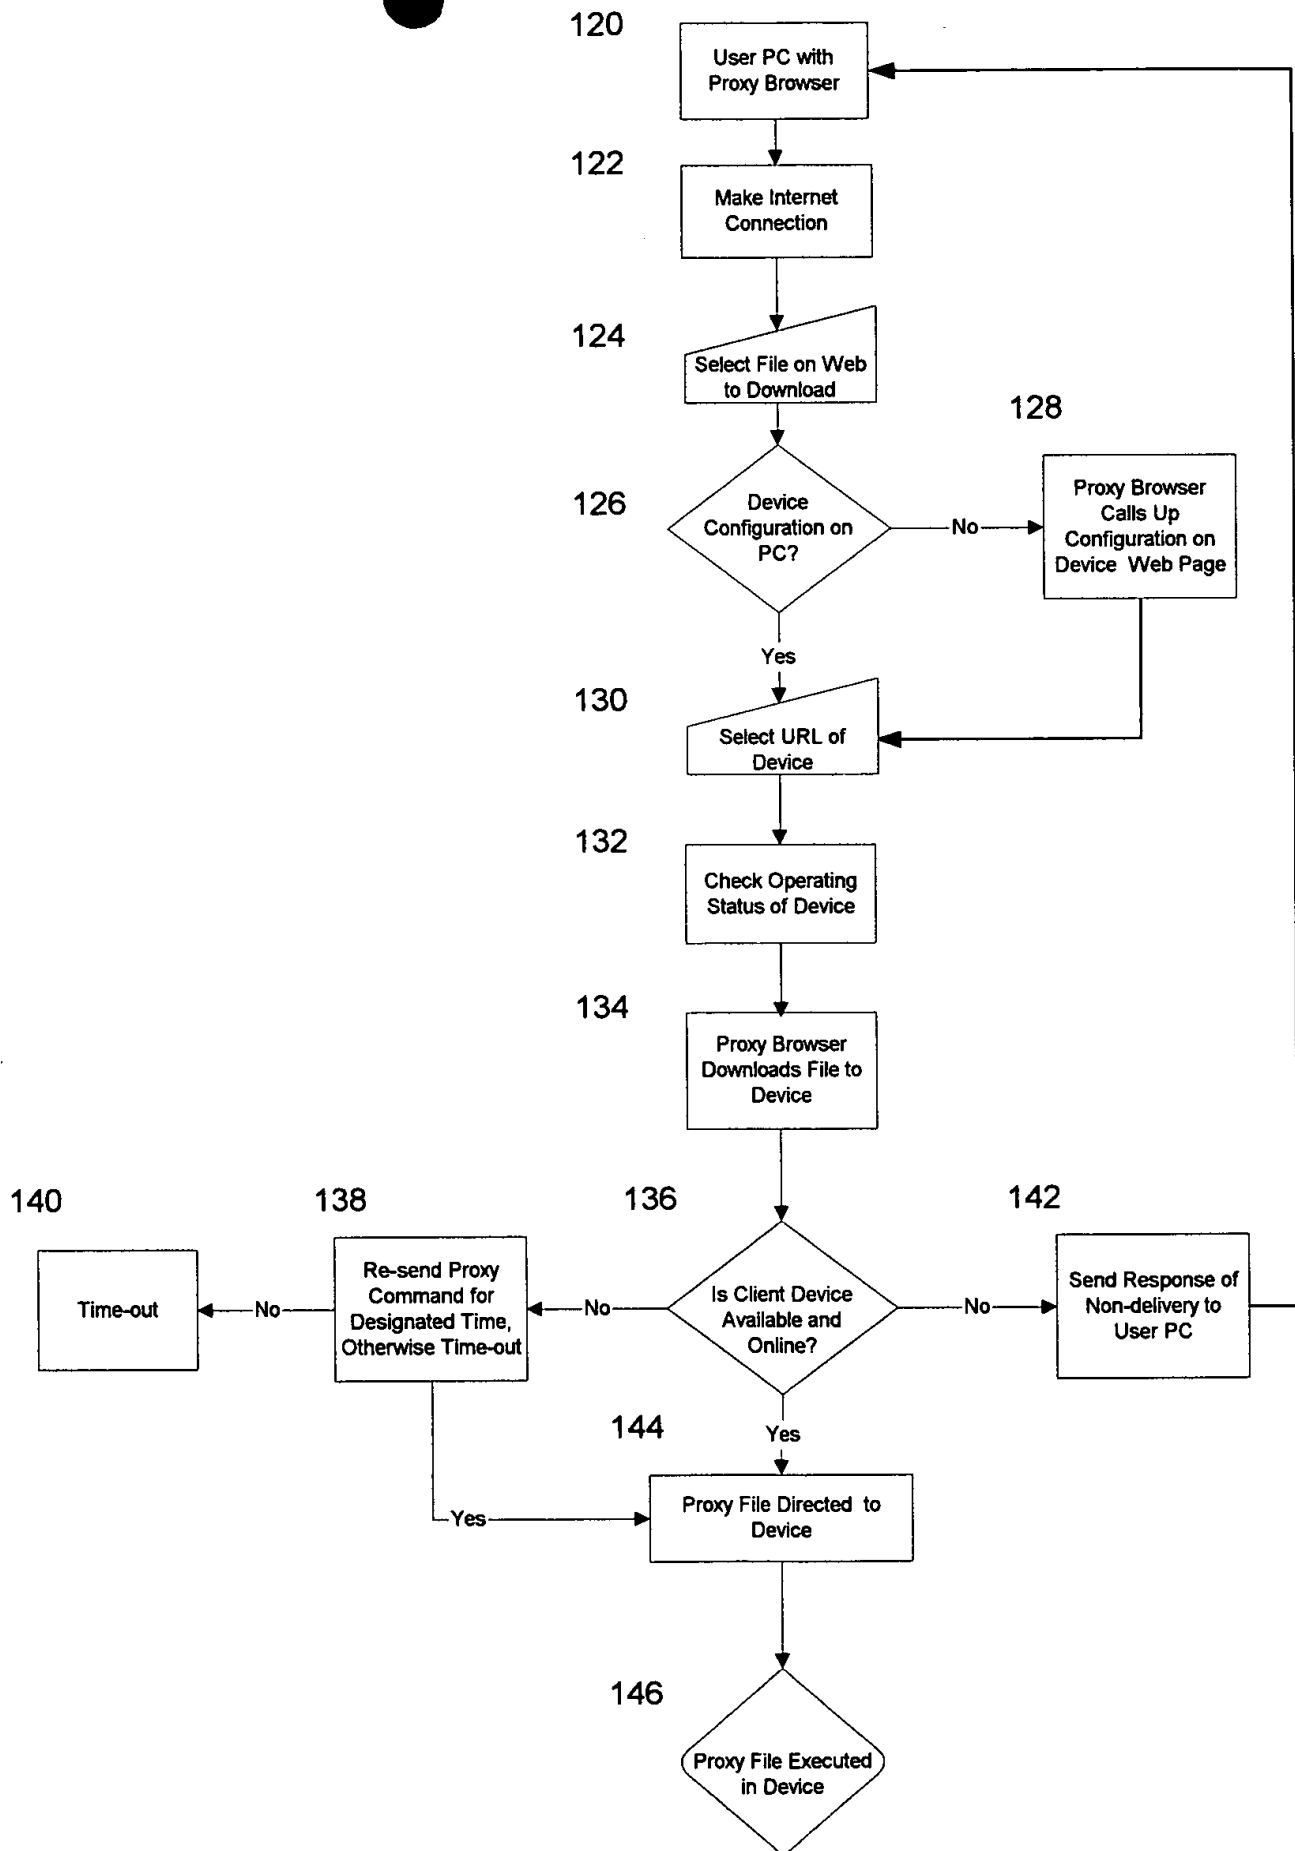 120
User PC with
Proxy Browser
122
Make Internet
Connection
124
Select File on Web
to Download
128
126
Device
Configuration on
PC?
No
Proxy Browser
Calls Up
Configuration on
Device Web Page
Yes
130
Select URL of
Device
132
Check Operating
Status of Device
134
Proxy Browser
Downloads File to
Device
140
138
136
142
Time-out
No
Re-send Proxy
Command for
Designated Time,
Otherwise Time-out
No
Is Client Device
Available and
Online?
No
Send Response of
Non-delivery to
User PC
144
Yes
Yes
Proxy File Directed to
Device
146
Proxy File Executed
in Device